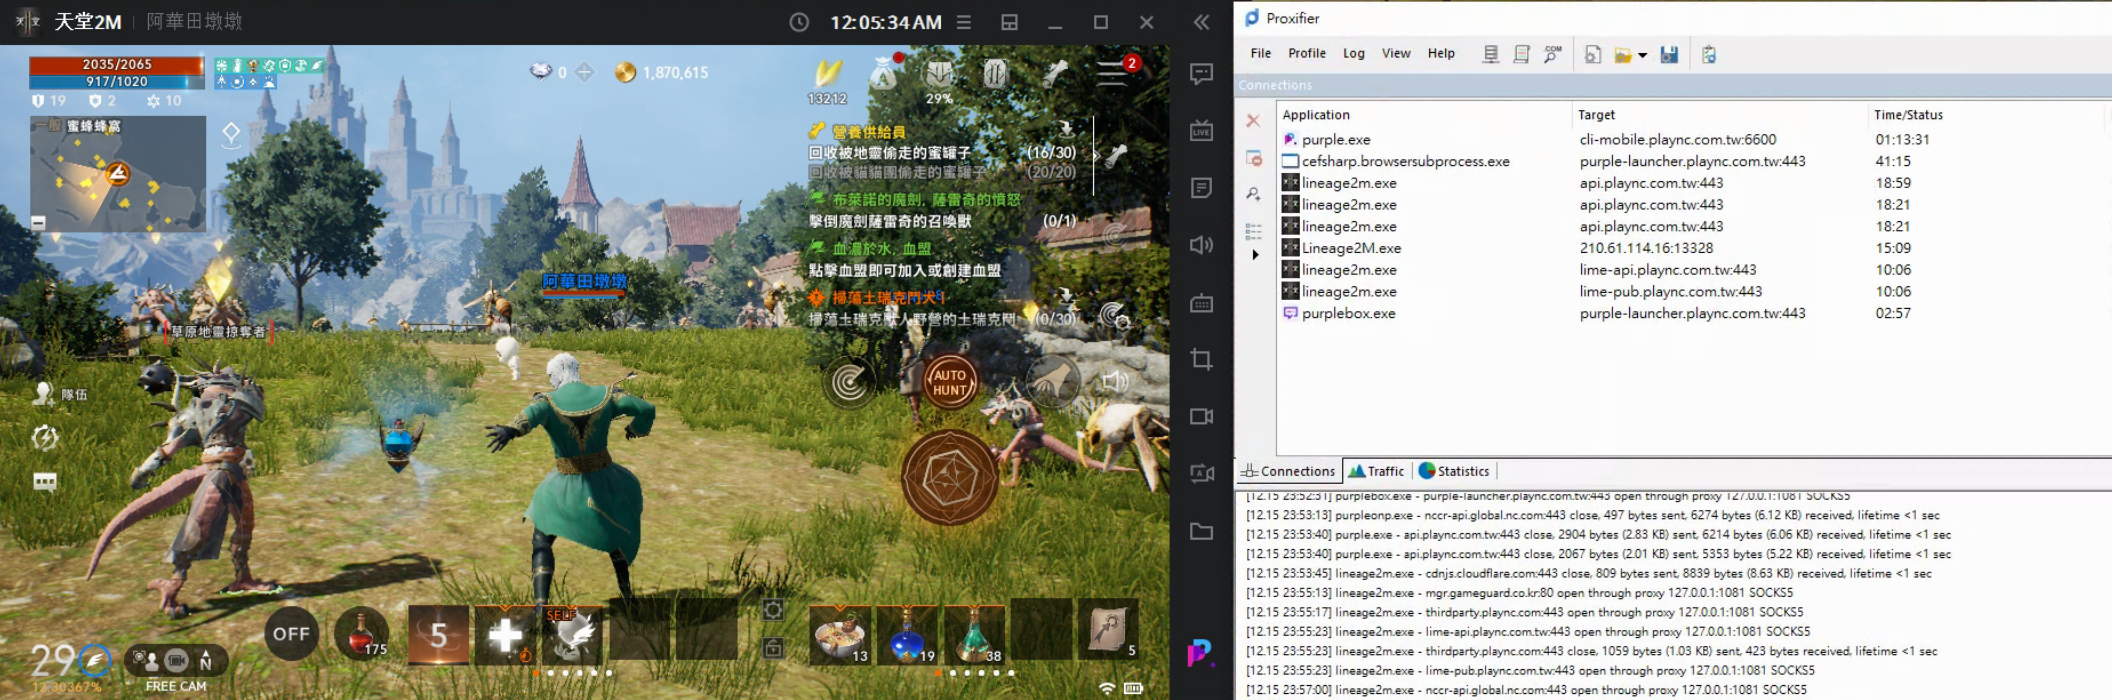 天堂2M 阿華田墩墩
12:05:34 AM
2035/2065
917/1020
19 2 10
一般 蜜蜂蜂窩
0 1,870,615
13212
29%
2
營養供給員
回收被地靈偷走的蜜罐子 (16/30)
回收被貓貓團偷走的蜜罐子 (20/20)
布萊諾的魔劍, 薩雷奇的憤怒
擊倒魔劍薩雷奇的召喚獸 (0/1)
血濃於水, 血盟
點擊血盟即可加入或創建血盟
掃蕩土瑞克鬥犬!
掃蕩土瑞克獸人野營的土瑞克鬥 (0/30)
阿華田墩墩
草原地靈掠奪者
隊伍
AUTO
HUNT
OFF
175
5
SELF
13
19
38
5
29
12.30367%
N
FREE CAM
LIVE
Proxifier
File Profile Log View Help
.COM
Connections
Application Target Time/Status
purple.exe cli-mobile.plaync.com.tw:6600 01:13:31
cefsharp.browsersubprocess.exe purple-launcher.plaync.com.tw:443 41:15
lineage2m.exe api.plaync.com.tw:443 18:59
lineage2m.exe api.plaync.com.tw:443 18:21
lineage2m.exe api.plaync.com.tw:443 18:21
Lineage2M.exe 210.61.114.16:13328 15:09
lineage2m.exe lime-api.plaync.com.tw:443 10:06
lineage2m.exe lime-pub.plaync.com.tw:443 10:06
purplebox.exe purple-launcher.plaync.com.tw:443 02:57
Connections Traffic Statistics
[12.15 23:52:31] purplebox.exe - purple-launcher.plaync.com.tw:443 open through proxy 127.0.0.1:1081 SOCKS5
[12.15 23:53:13] purpleonp.exe - nccr-api.global.nc.com:443 close, 497 bytes sent, 6274 bytes (6.12 KB) received, lifetime <1 sec
[12.15 23:53:40] purple.exe - api.plaync.com.tw:443 close, 2904 bytes (2.83 KB) sent, 6214 bytes (6.06 KB) received, lifetime <1 sec
[12.15 23:53:40] purple.exe - api.plaync.com.tw:443 close, 2067 bytes (2.01 KB) sent, 5353 bytes (5.22 KB) received, lifetime <1 sec
[12.15 23:53:45] lineage2m.exe - cdnjs.cloudflare.com:443 close, 809 bytes sent, 8839 bytes (8.63 KB) received, lifetime <1 sec
[12.15 23:55:13] lineage2m.exe - mgr.gameguard.co.kr:80 open through proxy 127.0.0.1:1081 SOCKS5
[12.15 23:55:17] lineage2m.exe - thirdparty.plaync.com:443 open through proxy 127.0.0.1:1081 SOCKS5
[12.15 23:55:23] lineage2m.exe - lime-api.plaync.com.tw:443 open through proxy 127.0.0.1:1081 SOCKS5
[12.15 23:55:23] lineage2m.exe - thirdparty.plaync.com:443 close, 1059 bytes (1.03 KB) sent, 423 bytes received, lifetime <1 sec
[12.15 23:55:23] lineage2m.exe - lime-pub.plaync.com.tw:443 open through proxy 127.0.0.1:1081 SOCKS5
[12.15 23:57:00] lineage2m.exe - nccr-api.global.nc.com:443 open through proxy 127.0.0.1:1081 SOCKS5